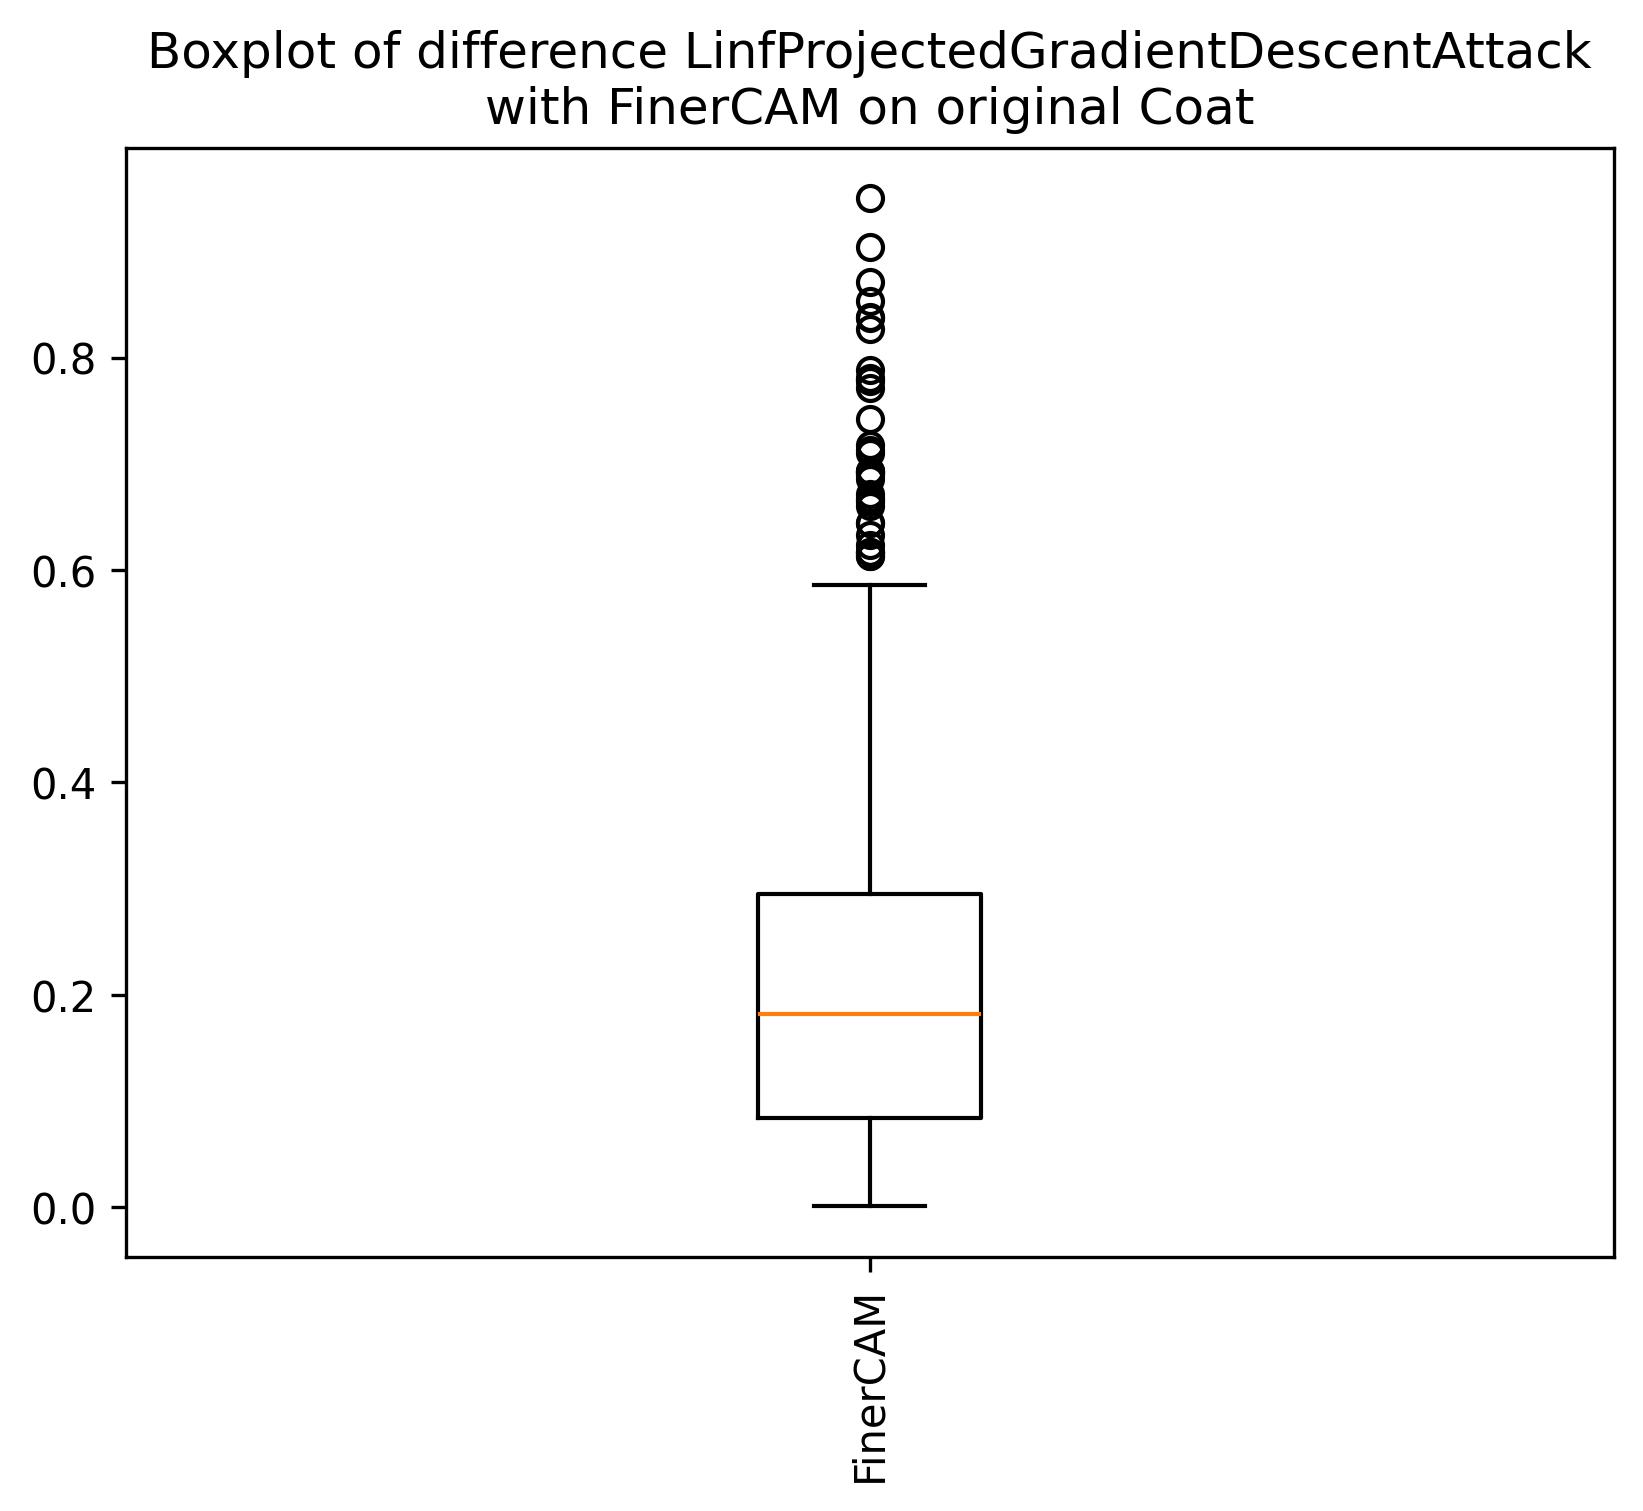 Boxplot of difference LinfProjectedGradientDescentAttack
with FinerCAM on original Coat
0.8
0.6
0.4
0.2
0.0
FinerCAM